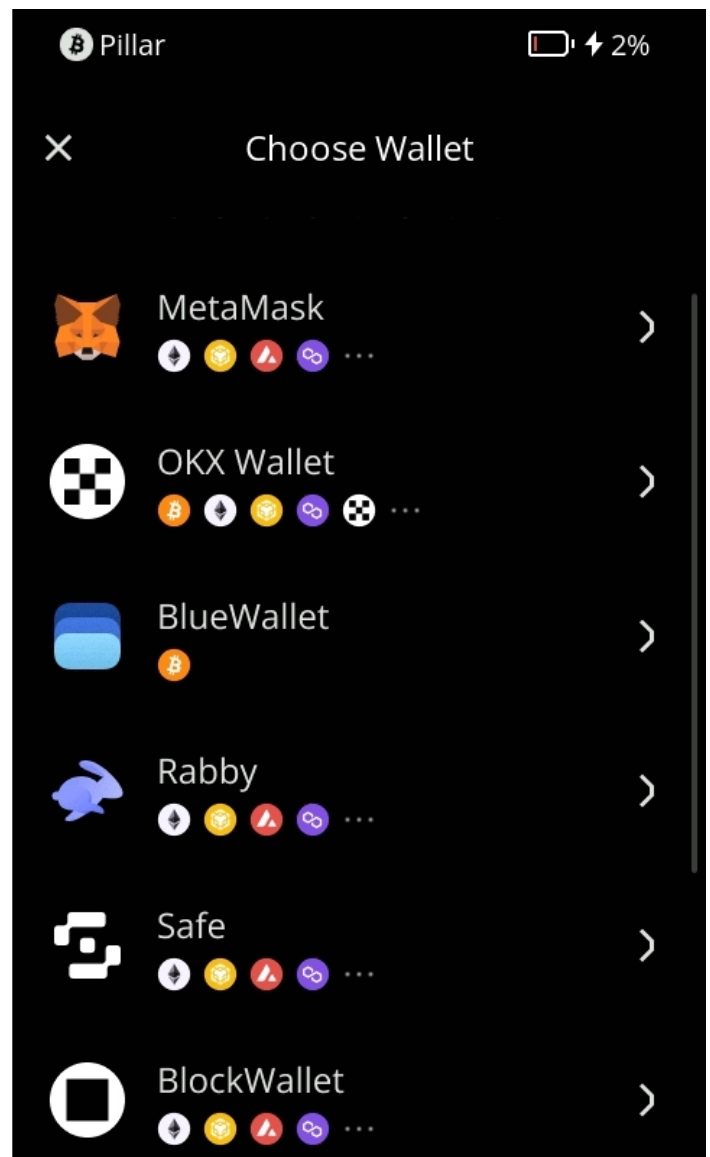 Pillar 2%
Choose Wallet
MetaMask
...
OKX Wallet
...
BlueWallet
Rabby
...
Safe
...
BlockWallet
...